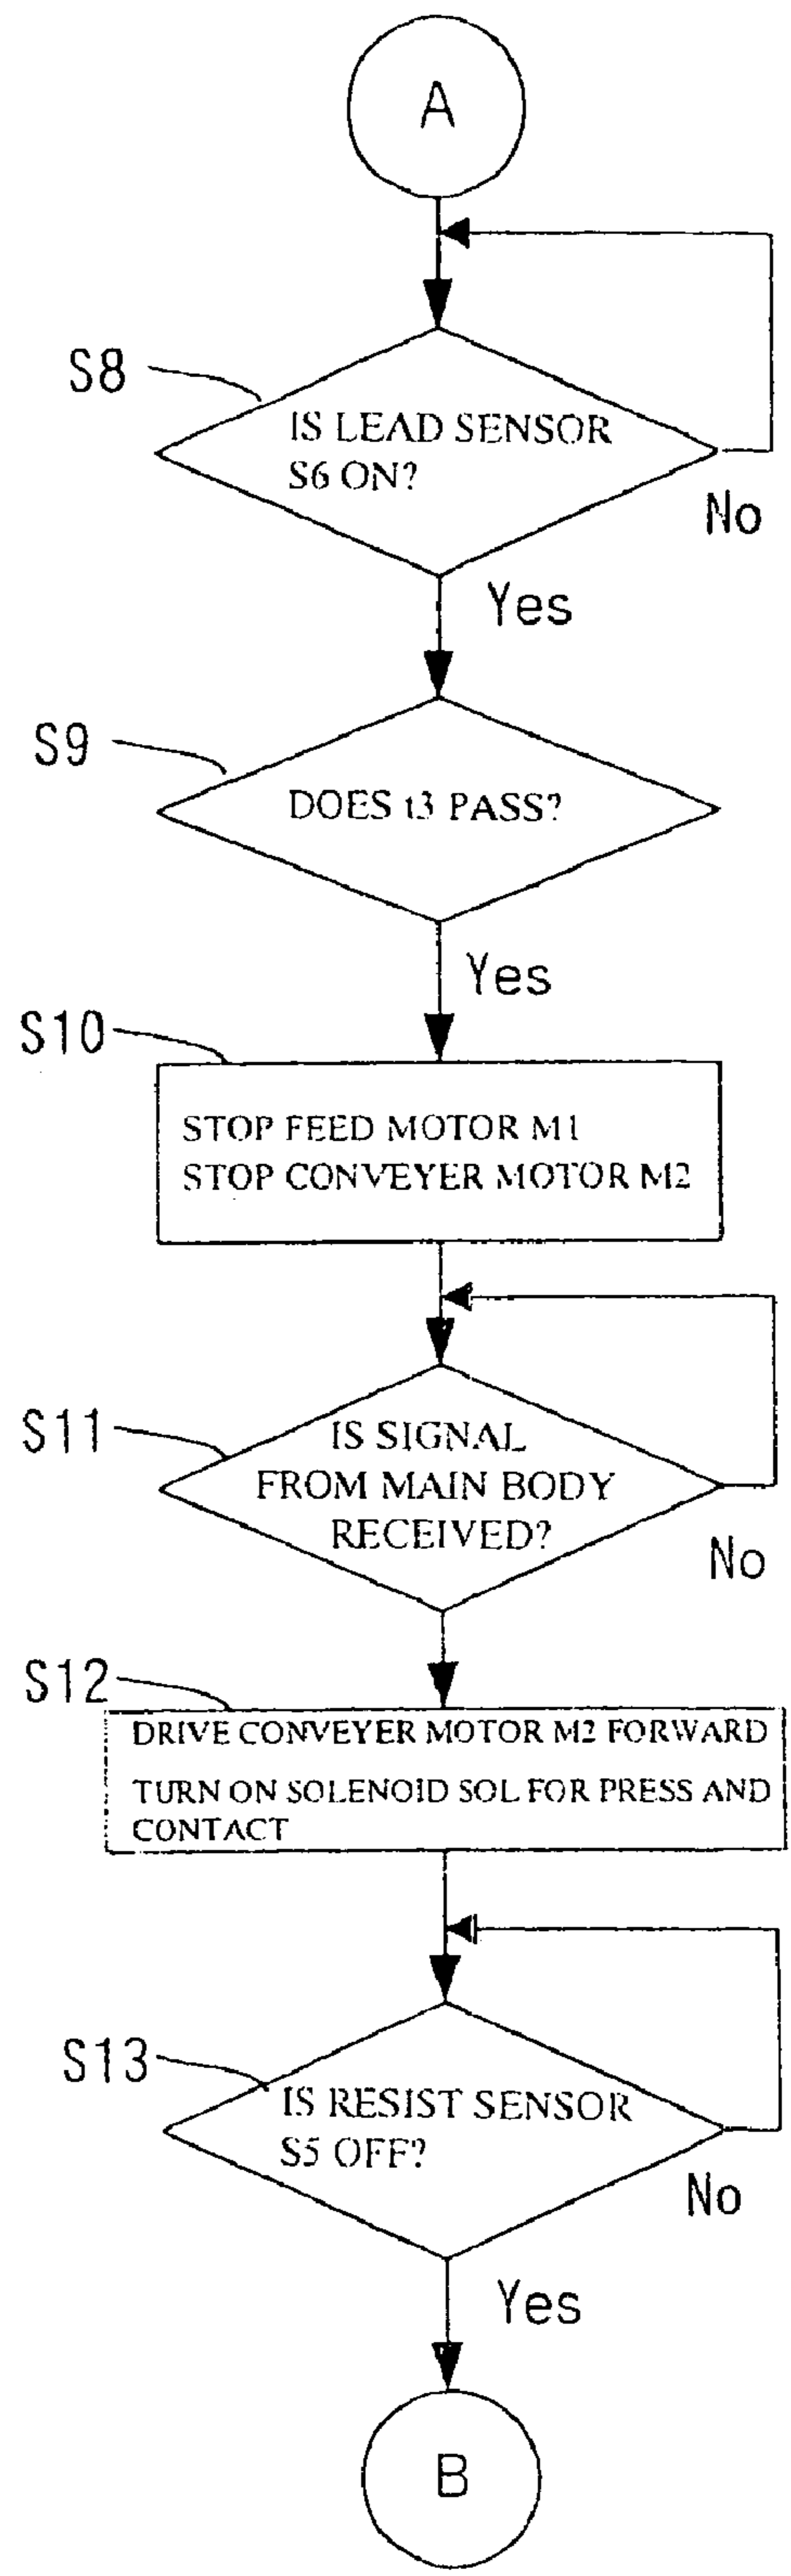 A
S8
IS LEAD SENSOR
S6 ON?
No
Yes
S9
DOES t3 PASS?
Yes
S10
STOP FEED MOTOR M1
STOP CONVEYER MOTOR M2
S11
IS SIGNAL
FROM MAIN BODY
RECEIVED?
No
S12
DRIVE CONVEYER MOTOR M2 FORWARD
TURN ON SOLENOID SOL FOR PRESS AND
CONTACT
S13
IS RESIST SENSOR
S5 OFF?
No
Yes
B